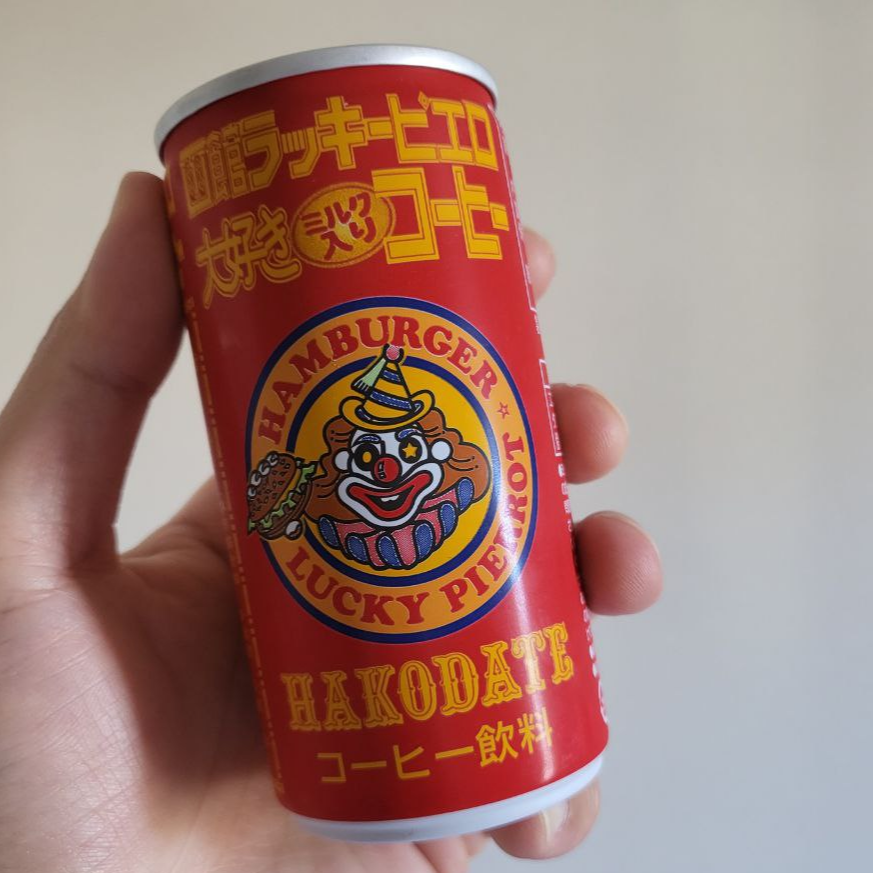 函館ラッキーピエロ
大好き
ミルク
入り
コーヒー
HAMBURGER ☆
LUCKY PIERROT
HAKODATE
コーヒー飲料